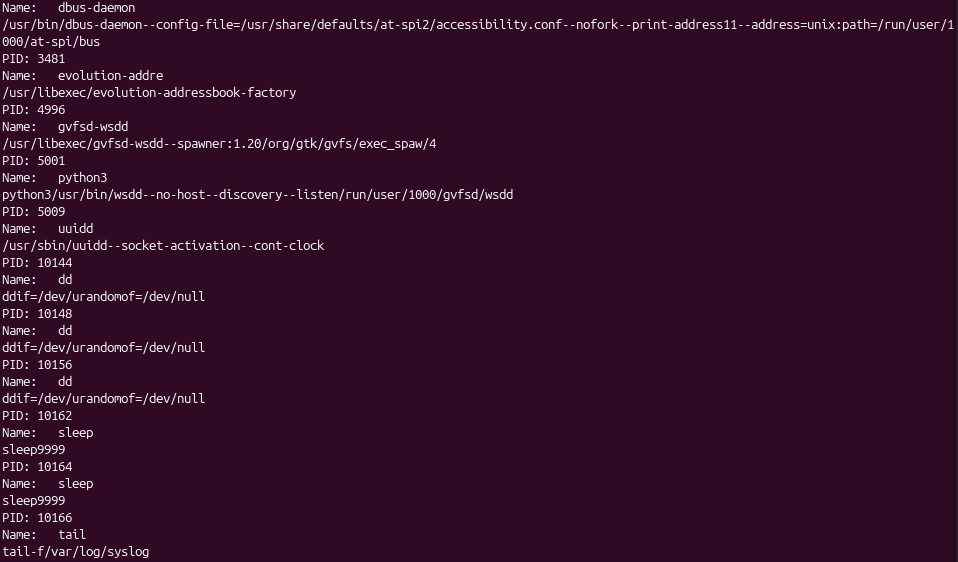 Name:   dbus-daemon
/usr/bin/dbus-daemon--config-file=/usr/share/defaults/at-spi2/accessibility.conf--nofork--print-address11--address=unix:path=/run/user/1
000/at-spi/bus
PID: 3481
Name:   evolution-addre
/usr/libexec/evolution-addressbook-factory
PID: 4996
Name:   gvfsd-wsdd
/usr/libexec/gvfsd-wsdd--spawner:1.20/org/gtk/gvfs/exec_spaw/4
PID: 5001
Name:   python3
python3/usr/bin/wsdd--no-host--discovery--listen/run/user/1000/gvfsd/wsdd
PID: 5009
Name:   uuidd
/usr/sbin/uuidd--socket-activation--cont-clock
PID: 10144
Name:   dd
ddif=/dev/urandomof=/dev/null
PID: 10148
Name:   dd
ddif=/dev/urandomof=/dev/null
PID: 10156
Name:   dd
ddif=/dev/urandomof=/dev/null
PID: 10162
Name:   sleep
sleep9999
PID: 10164
Name:   sleep
sleep9999
PID: 10166
Name:   tail
tail-f/var/log/syslog